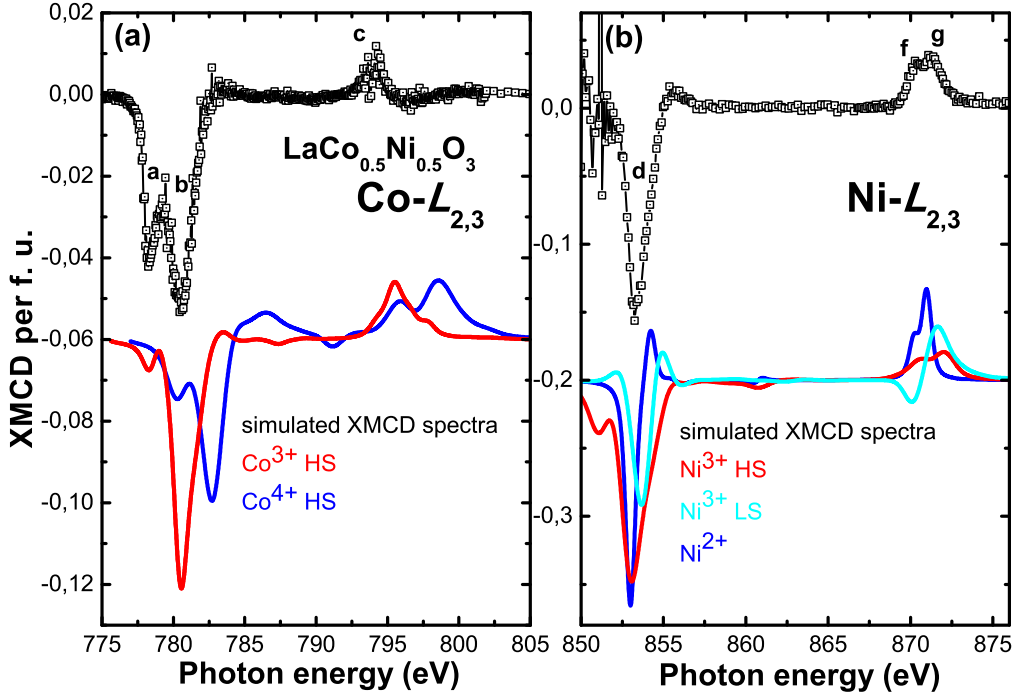 0,02
0,00
-0,02
-0,04
-0,06
-0,08
-0,10
-0,12
XMCD per f. u.
(a)
a
b
c
LaCo0.5Ni0.5O3
Co-L2,3
simulated XMCD spectra
Co3+ HS
Co4+ HS
775 780 785 790 795 800 805
Photon energy (eV)
0,0
-0,1
-0,2
-0,3
(b)
d
f
g
Ni-L2,3
simulated XMCD spectra
Ni3+ HS
Ni3+ LS
Ni2+
850 855 860 865 870 875
Photon energy (eV)